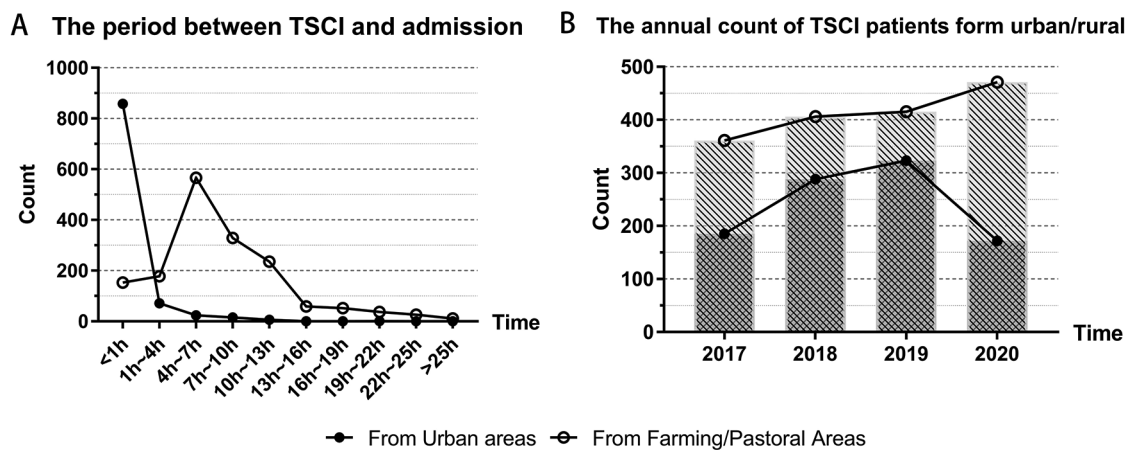 A The period between TSCI and admission
1000
800
600
400
200
0
Count
Time
<1h
1h~4h
4h~7h
7h~10h
10h~13h
13h~16h
16h~19h
19h~22h
22h~25h
>25h
B The annual count of TSCI patients form urban/rural
500
400
300
200
100
0
Count
Time
2017 2018 2019 2020
From Urban areas From Farming/Pastoral Areas